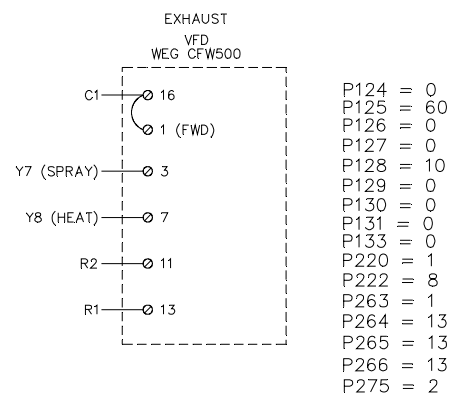 EXHAUST
VFD
WEG CFW500
C1 16
1 (FWD)
Y7 (SPRAY) 3
Y8 (HEAT) 7
R2 11
R1 13
P124 = 0
P125 = 60
P126 = 0
P127 = 0
P128 = 10
P129 = 0
P130 = 0
P131 = 0
P133 = 0
P220 = 1
P222 = 8
P263 = 1
P264 = 13
P265 = 13
P266 = 13
P275 = 2